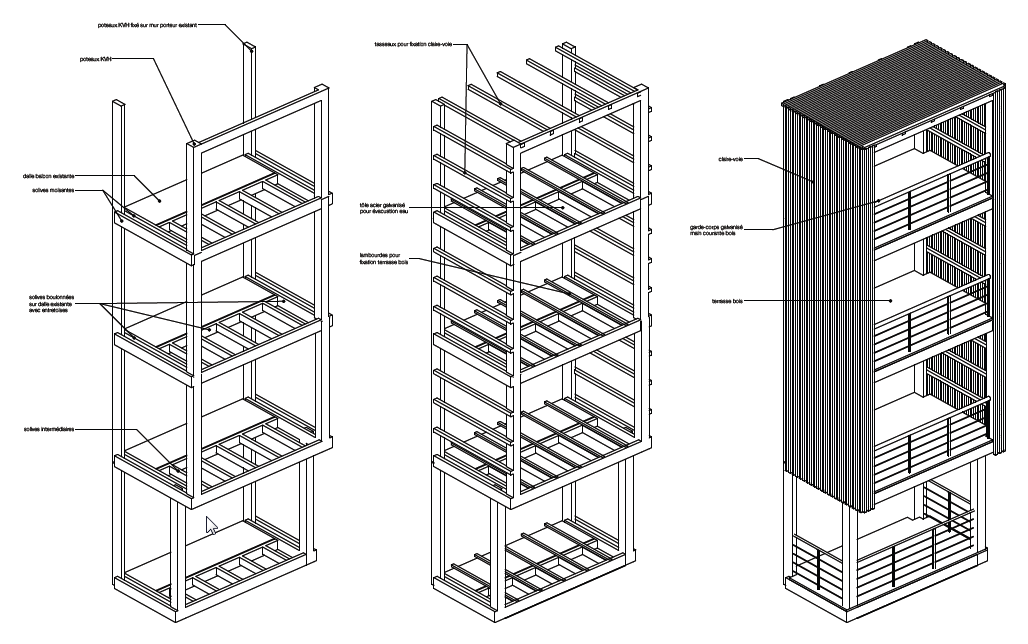 poteaux KVH fixé sur mur porteur existant
poteaux KVH
dalle balcon existante
solives moisantes
solives boulonnées
sur dalle existante
avec entretoises
solives intermédiaires
tasseaux pour fixation claire-voie
tôle acier galvanisé
pour évacuation eau
lambourdes pour
fixation terrasse bois
claire-voie
garde-corps galvanisé
main courante bois
terrasse bois